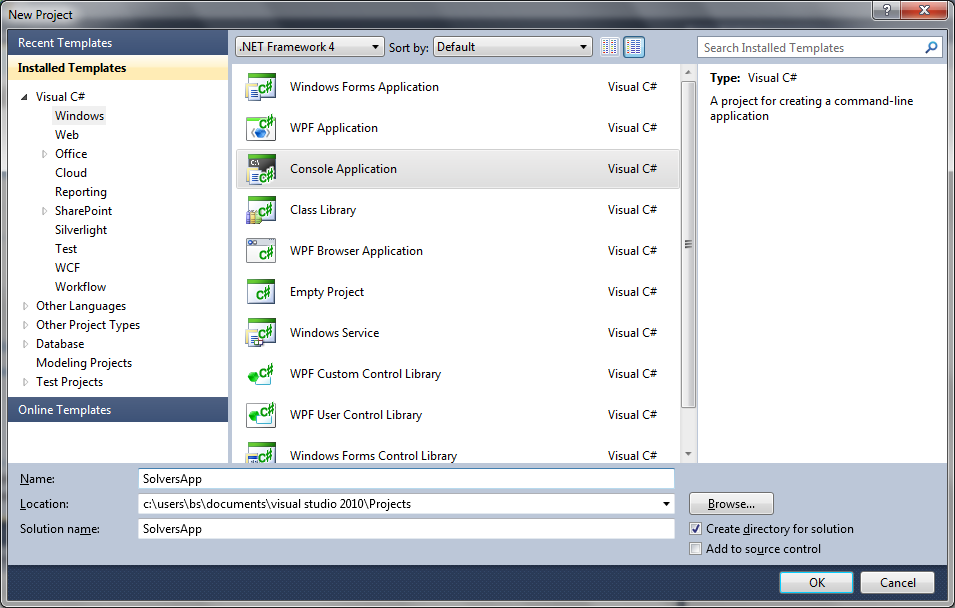 New Project
Recent Templates
Installed Templates
Visual C#
Windows
Web
Office
Cloud
Reporting
SharePoint
Silverlight
Test
WCF
Workflow
Other Languages
Other Project Types
Database
Modeling Projects
Test Projects
Online Templates
.NET Framework 4 Sort by: Default
Windows Forms Application Visual C#
WPF Application Visual C#
Console Application Visual C#
Class Library Visual C#
WPF Browser Application Visual C#
Empty Project Visual C#
Windows Service Visual C#
WPF Custom Control Library Visual C#
WPF User Control Library Visual C#
Windows Forms Control Library Visual C#
Search Installed Templates
Type: Visual C#
A project for creating a command-line
application
Name: SolversApp
Location: c:\users\bs\documents\visual studio 2010\Projects Browse...
Solution name: SolversApp
Create directory for solution
Add to source control
OK Cancel